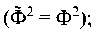 (Φ̃² = Φ²);